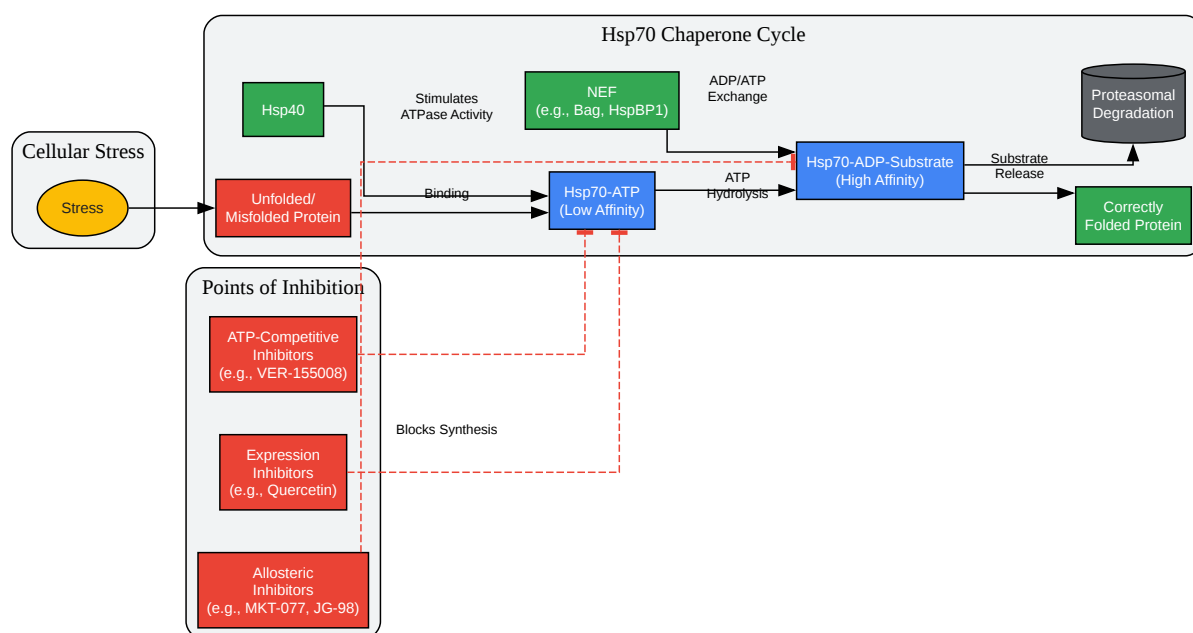 Hsp70 Chaperone Cycle
Hsp40
Stimulates
ATPase Activity
NEF
(e.g., Bag, HspBP1)
ADP/ATP
Exchange
Proteasomal
Degradation
Cellular Stress
Stress
Unfolded/
Misfolded Protein
Binding
Hsp70-ATP
(Low Affinity)
ATP
Hydrolysis
Hsp70-ADP-Substrate
(High Affinity)
Substrate
Release
Correctly
Folded Protein
Points of Inhibition
ATP-Competitive
Inhibitors
(e.g., VER-155008)
Blocks Synthesis
Expression
Inhibitors
(e.g., Quercetin)
Allosteric
Inhibitors
(e.g., MKT-077, JG-98)